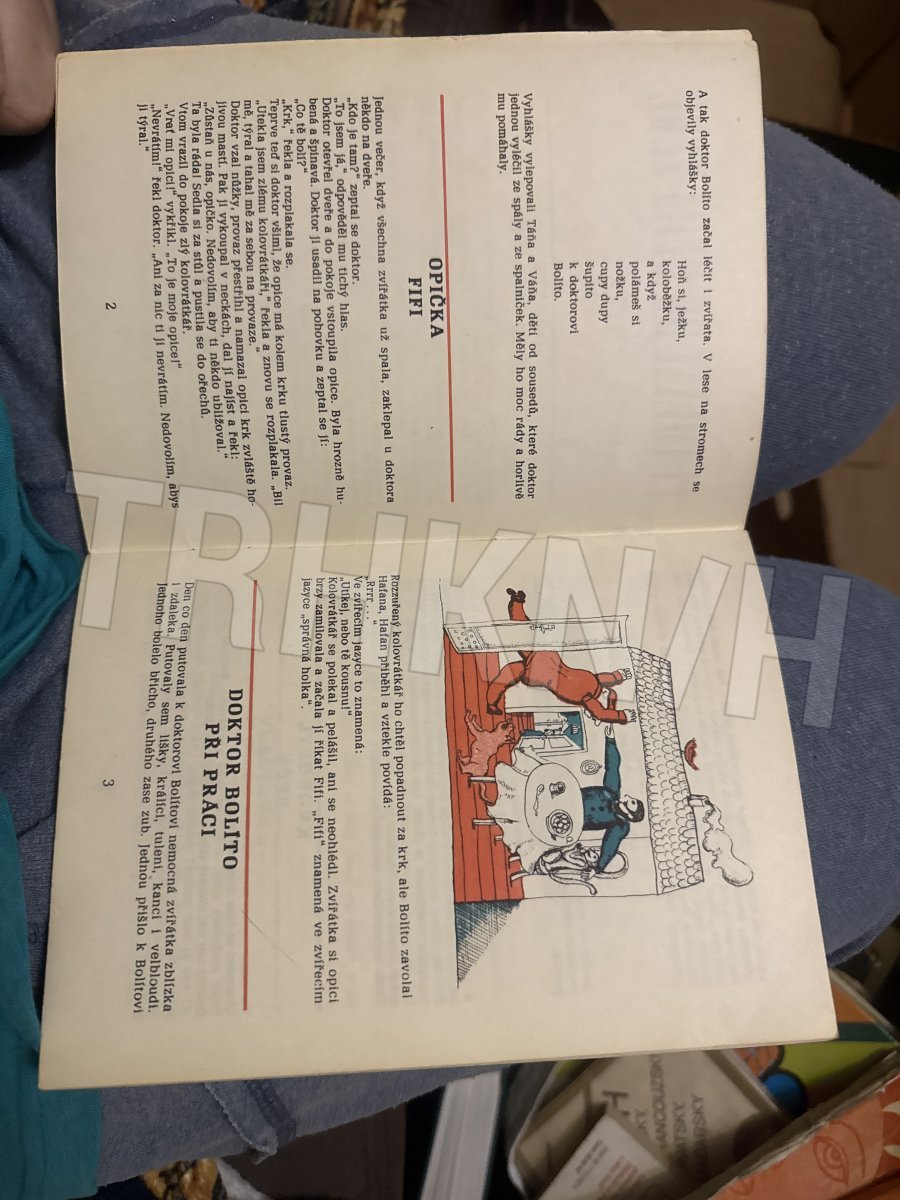 A tak doktor Bolíto začal léčit i zvířata. V lese na stromech se
objevily vyhlášky:
Hoň si, ježku,
koloběžku,
a když
polámeš si
nožku,
cupy dupy
šupito
k doktorovi
Bolíto.
Vyhlášky vylepovali Táňa a Váňa, děti od sousedů, které doktor
jednou vyléčil ze spály a ze spalniček. Měly ho moc rády a horlivě
mu pomáhaly.
OPIČKA
FIFI
Jednou večer, když všechna zvířátka už spala, zaklepal u doktora
někdo na dveře.
„Kdo je tam?“ zeptal se doktor.
„To jsem já,“ odpověděl mu tichý hlas.
Doktor otevřel dveře a do pokoje vstoupila opice. Byla hrozně hu-
bená a špinavá. Doktor ji usadil na pohovku a zeptal se jí:
„Co tě bolí?“
„Krk,“ řekla a rozplakala se.
Teprve teď si doktor všiml, že opice má kolem krku tlustý provaz.
„Utekla jsem zlému kolovrátkáři,“ řekla a znovu se rozplakala. „Bil
mě, týral a tahal mě za sebou na provaze.“
Doktor vzal nůžky, provaz přestřihl a namazal opici krk zvláště ho-
jivou mastí. Pak ji vykoupal v neckách, dal jí najíst a řekl:
„Zůstaň u nás, opičko. Nedovolím, aby ti někdo ubližoval.“
Ta byla ráda! Sedla si za stůl a pustila se do ořechů.
Vtom vrazil do pokoje zlý kolovrátkář.
„Vrať mi opici!“ vykřikl. „To je moje opice!“
„Nevrátím!“ řekl doktor. „Ani za nic ti ji nevrátím. Nedovolím, abys
ji týral.“
2
Rozzuřený kolovrátkář ho chtěl popadnout za krk, ale Bolíto zavolal
Hafana. Hafan přiběhl a vztekle povídá:
„Rrrr . . . “
Ve zvířecím jazyce to znamená:
„Utíkej, nebo tě kousnu!“
Kolovrátkář se polekal a pelášil, ani se neohlédl. Zvířátka si opici
brzy zamilovala a začala jí říkat Fifi. „Fifi“ znamená ve zvířecím
jazyce „správná holka“.
DOKTOR BOLÍTO
PŘI PRÁCI
Den co den putovala k doktorovi Bolítovi nemocná zvířátka zblízka
i zdaleka. Putovaly sem lišky, králíci, tuleni, kanci i velbloudi.
Jednoho bolelo břicho, druhého zase zub. Jednou přišlo k Bolítovi
3
TRHKNIH